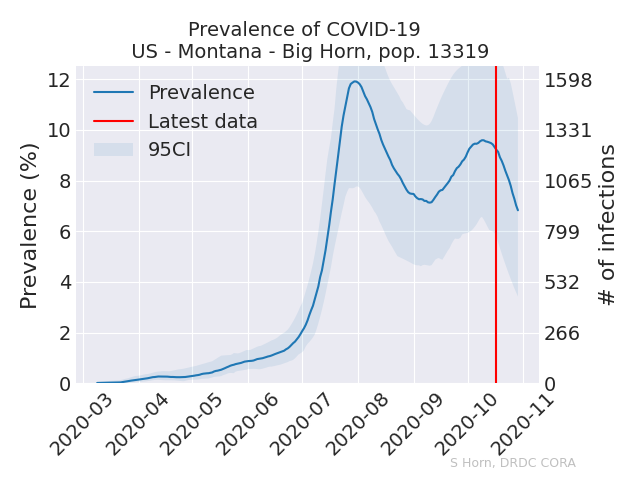 Prevalence of COVID-19
US - Montana - Big Horn, pop. 13319
Prevalence
Latest data
95CI
Prevalence (%)
12
10
8
6
4
2
0
# of infections
1598
1331
1065
799
532
266
0
2020-03
2020-04
2020-05
2020-06
2020-07
2020-08
2020-09
2020-10
2020-11
S Horn, DRDC CORA